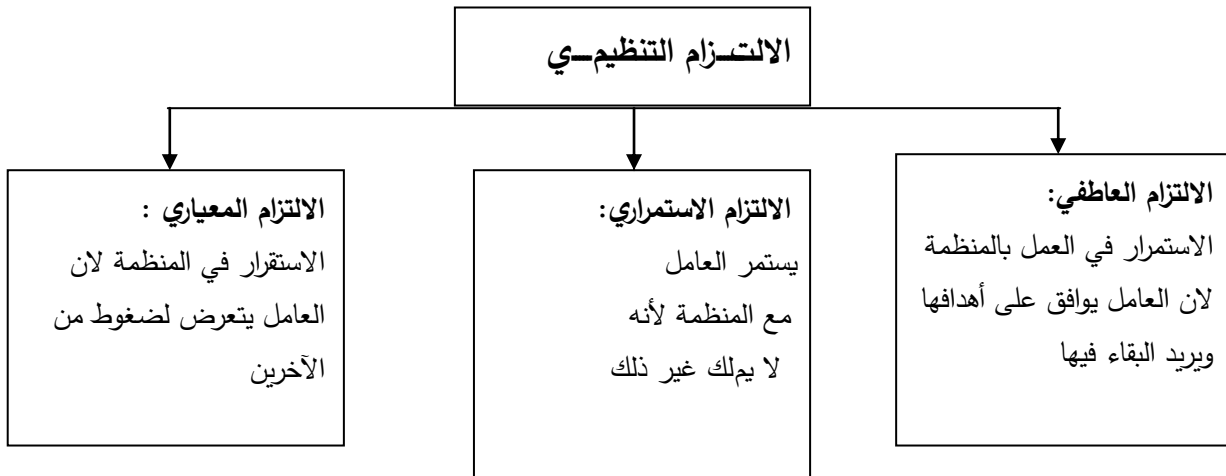 الالتـزام التنظيمـي
الالتزام العاطفي:
الاستمرار في العمل بالمنظمة
لان العامل يوافق على أهدافها
ويريد البقاء فيها
الالتزام الاستمراري:
يستمر العامل
مع المنظمة لأنه
لا يملك غير ذلك
الالتزام المعياري :
الاستقرار في المنظمة لان
العامل يتعرض لضغوط من
الآخرين